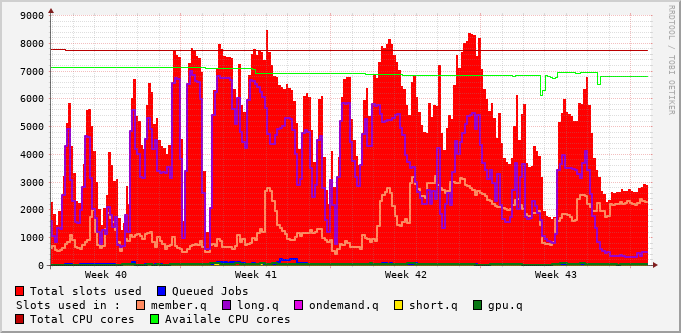 9000
8000
7000
6000
5000
4000
3000
2000
1000
0
Week 40 Week 41 Week 42 Week 43
RRDTOOL / TOBI OETIKER
Total slots used Queued Jobs
Slots used in : member.q long.q ondemand.q short.q gpu.q
Total CPU cores Availale CPU cores